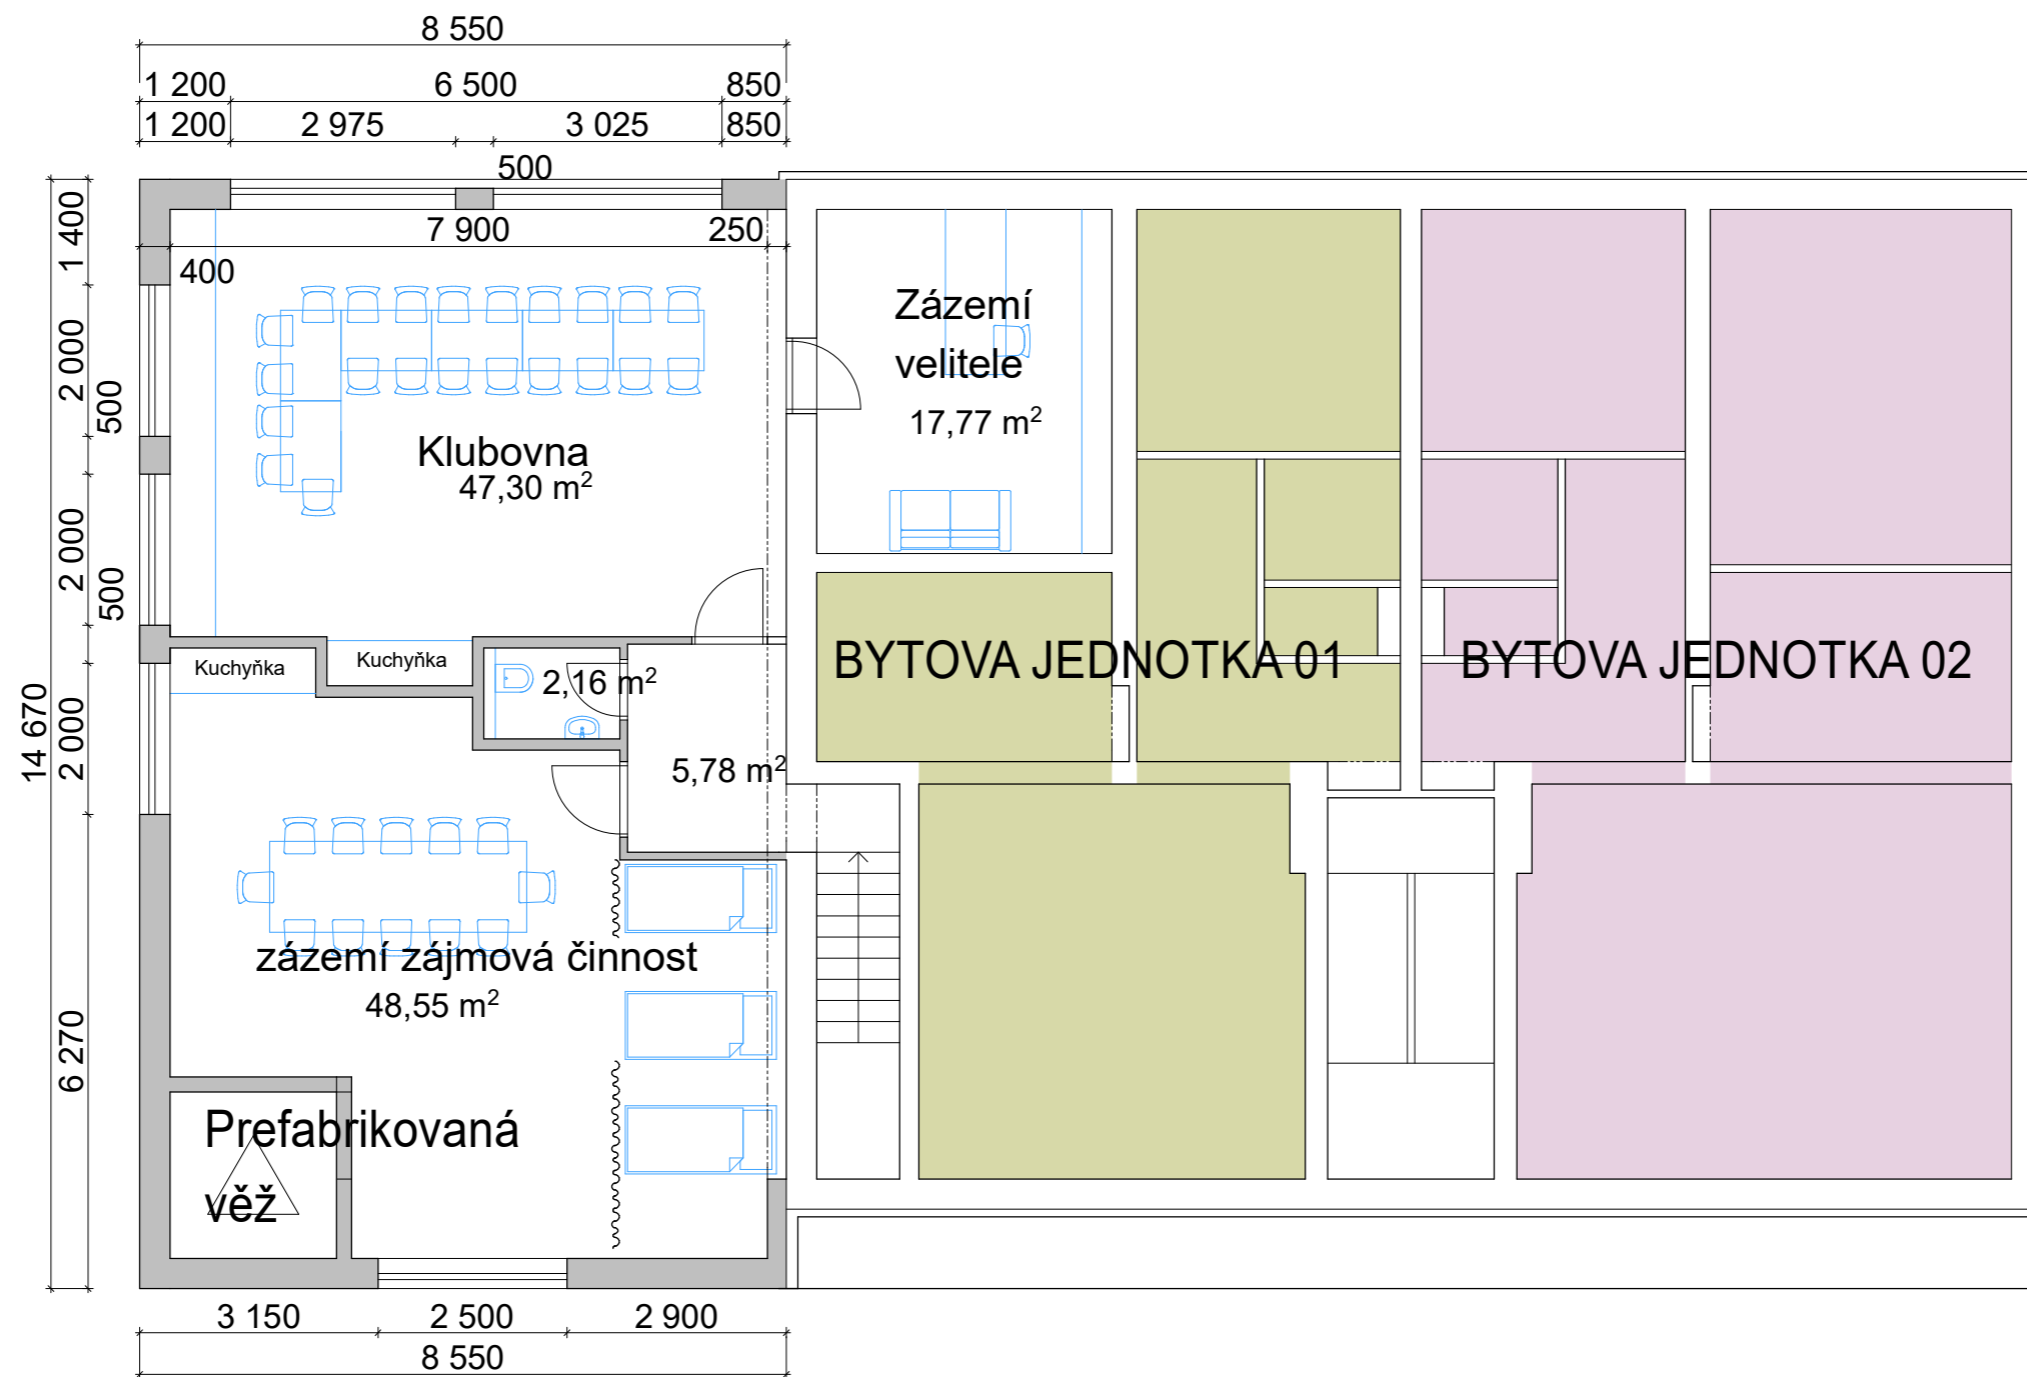 8 550
1 200 6 500 850
1 200 2 975 3 025 850
500
7 900 250
400
1 400
2 000
500
2 000
500
2 000
14 670
6 270
Zázemí
velitele
17,77 m²
Klubovna
47,30 m²
Kuchyňka
Kuchyňka
2,16 m²
5,78 m²
BYTOVA JEDNOTKA 01
BYTOVA JEDNOTKA 02
zázemí zájmová činnost
48,55 m²
Prefabrikovaná
věž
3 150 2 500 2 900
8 550